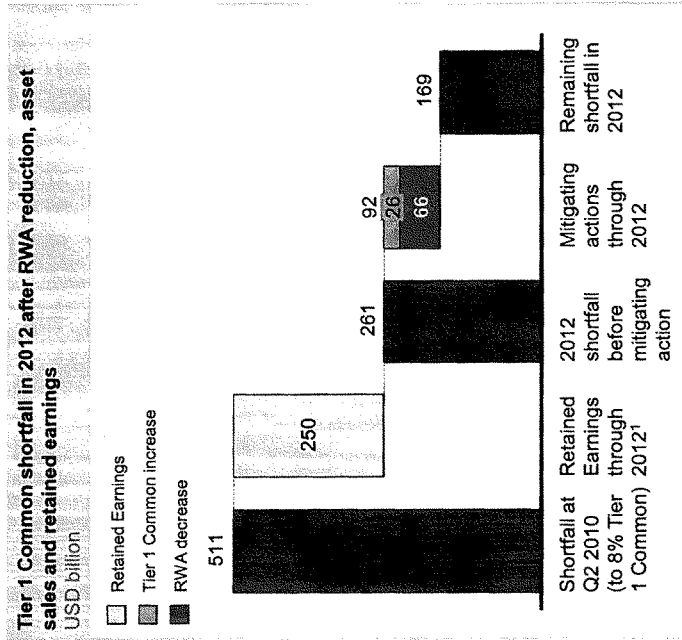 Tier 1 Common shortfall in 2012 after RWA reduction, asset
sales and retained earnings
USD billion
Retained Earnings
Tier 1 Common increase
RWA decrease
511
250
261
92
26
66
169
Shortfall at
Q2 2010
(to 8% Tier
1 Common)
Retained
Earnings
through
2012¹
2012
shortfall
before
mitigating
action
Mitigating
actions
through
2012
Remaining
shortfall in
2012